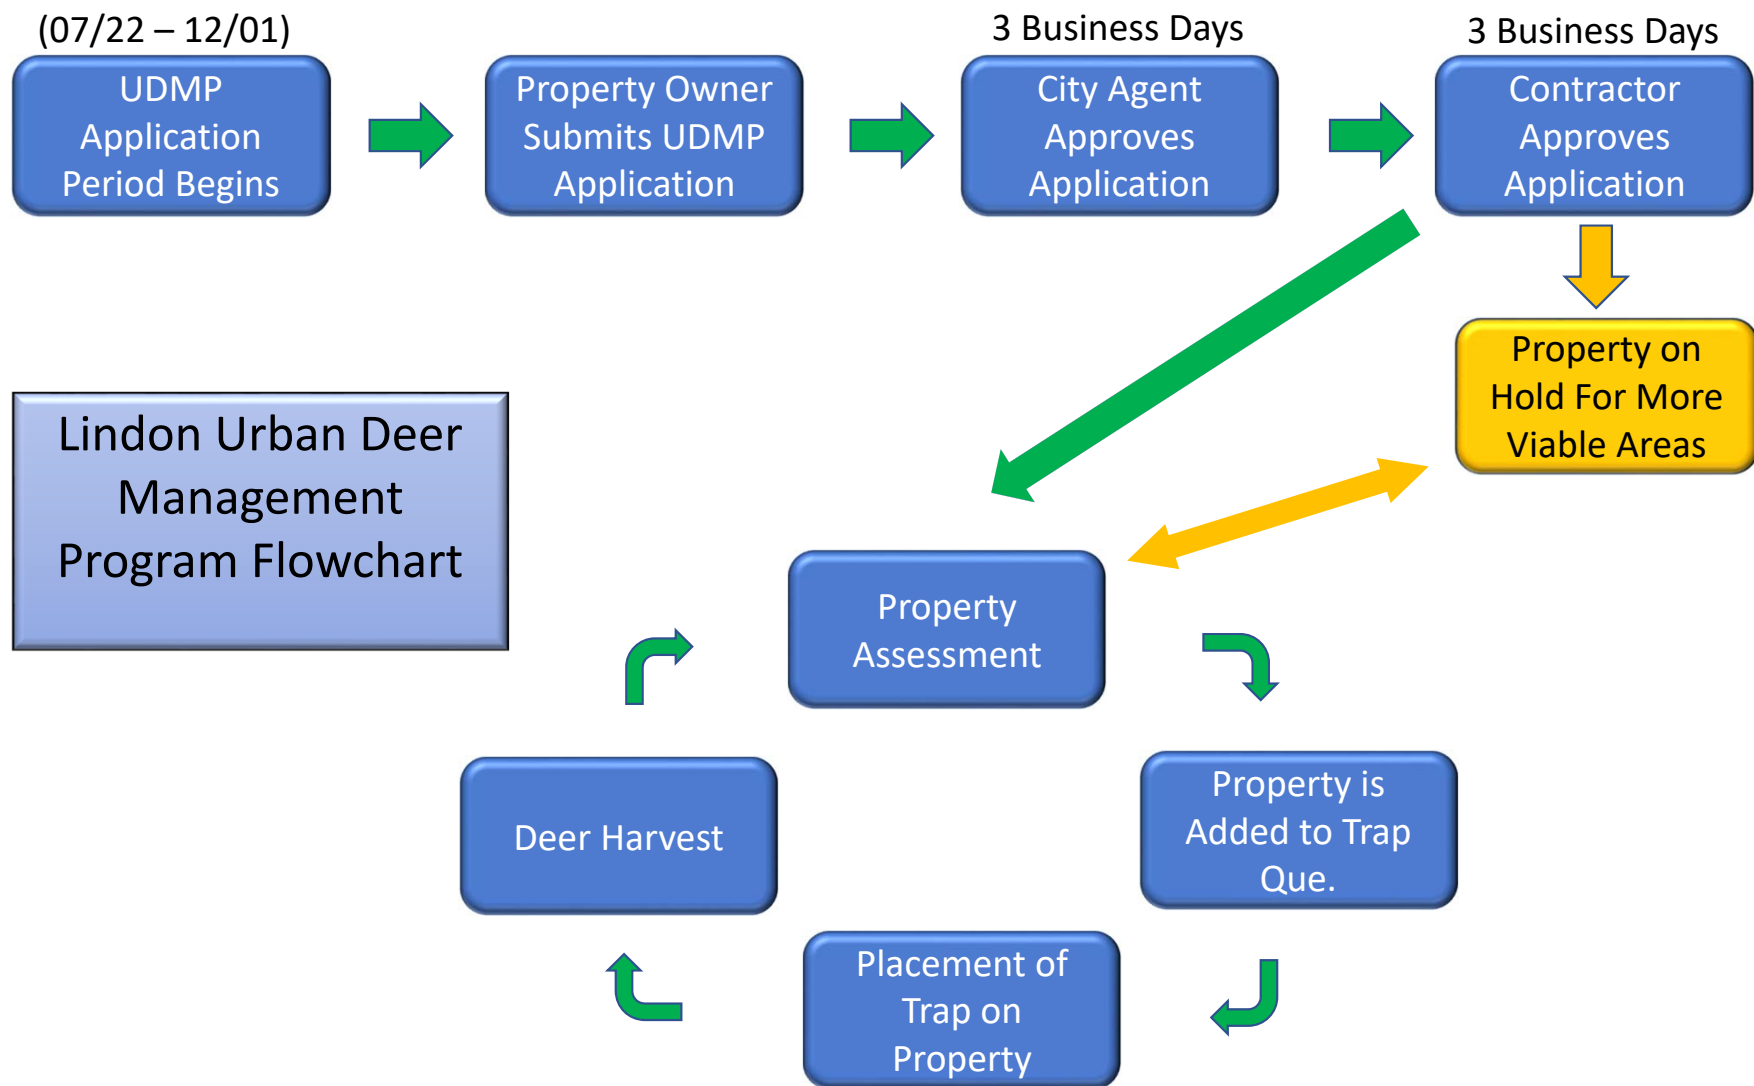 (07/22 – 12/01)
UDMP
Application
Period Begins
Property Owner
Submits UDMP
Application
3 Business Days
City Agent
Approves
Application
3 Business Days
Contractor
Approves
Application
Property on
Hold For More
Viable Areas
Lindon Urban Deer
Management
Program Flowchart
Property
Assessment
Property is
Added to Trap
Que.
Placement of
Trap on
Property
Deer Harvest